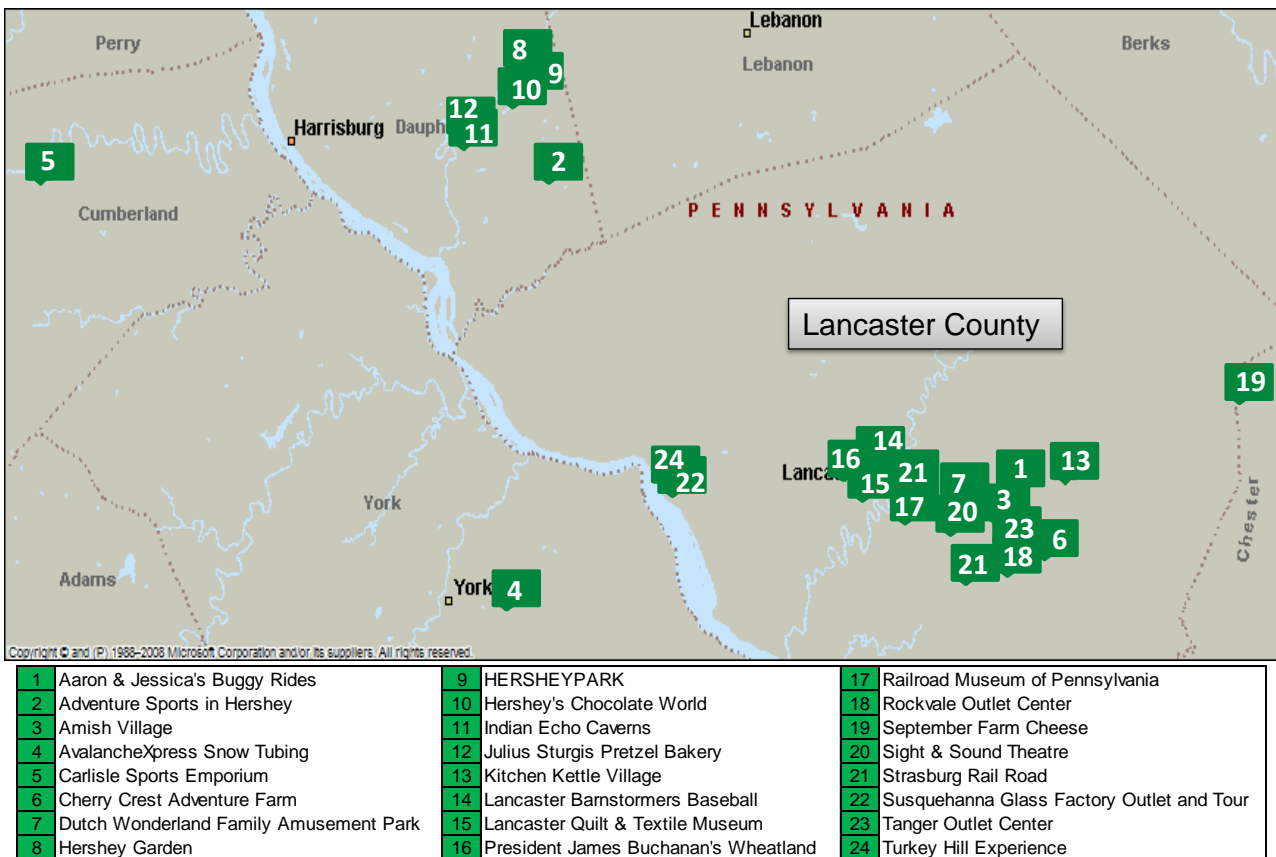 Lebanon
Perry
8
Berks
9
Lebanon
10
12
Harrisburg
Dauph
11
5
2
Cumberland
PENNSYLVANIA
Lancaster County
19
14
24
16
Lanca
21
1
13
22
15
7
3
17
20
York
23
6
18
21
Chester
Adams
York
4
Copyright © and (P) 1988–2008 Microsoft Corporation and/or its suppliers. All rights reserved.
1 Aaron & Jessica's Buggy Rides
2 Adventure Sports in Hershey
3 Amish Village
4 AvalancheXpress Snow Tubing
5 Carlisle Sports Emporium
6 Cherry Crest Adventure Farm
7 Dutch Wonderland Family Amusement Park
8 Hershey Garden
9 HERSHEYPARK
10 Hershey's Chocolate World
11 Indian Echo Caverns
12 Julius Sturgis Pretzel Bakery
13 Kitchen Kettle Village
14 Lancaster Barnstormers Baseball
15 Lancaster Quilt & Textile Museum
16 President James Buchanan's Wheatland
17 Railroad Museum of Pennsylvania
18 Rockvale Outlet Center
19 September Farm Cheese
20 Sight & Sound Theatre
21 Strasburg Rail Road
22 Susquehanna Glass Factory Outlet and Tour
23 Tanger Outlet Center
24 Turkey Hill Experience